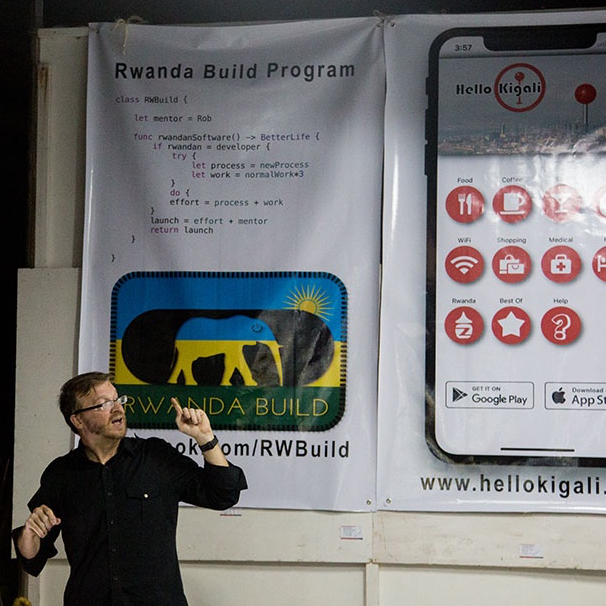 Rwanda Build Program
class RWBuild {
let mentor = Rob
func rwandanSoftware() -> BetterLife {
if rwandan = developer {
try {
let process = newProcess
let work = normalWork*3
}
do {
effort = process + work
}
launch = effort + mentor
return launch
}
}
RWANDA BUILD
.com/RWBuild
3:57
Hello Kigali
Food Coffee
WiFi Shopping Medical
Rwanda Best Of Help
GET IT ON
Google Play
Download
App St
www.hellokigali.